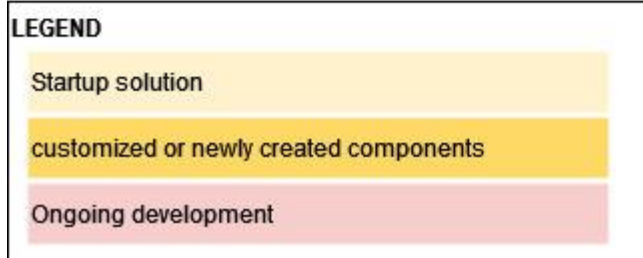 LEGEND
Startup solution
customized or newly created components
Ongoing development